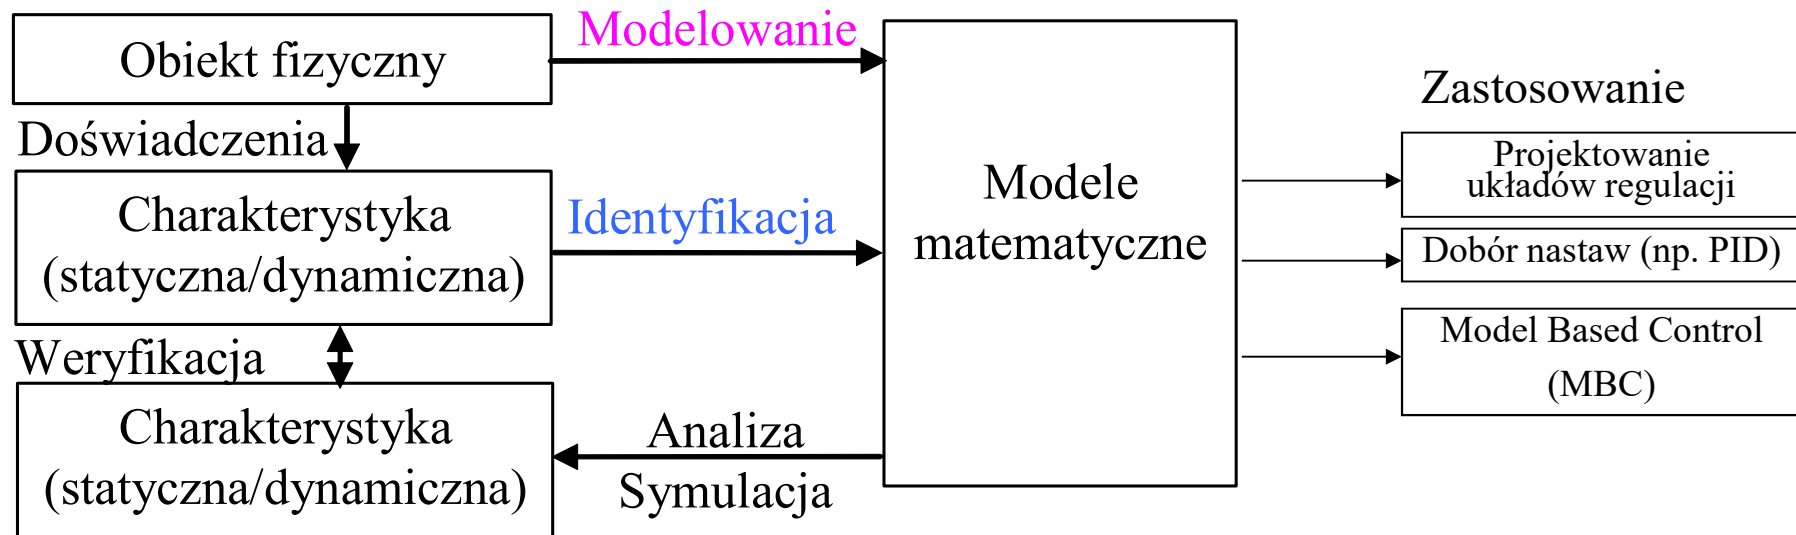 Obiekt fizyczny
Modelowanie
Doświadczenia
Charakterystyka
(statyczna/dynamiczna)
Identyfikacja
Weryfikacja
Charakterystyka
(statyczna/dynamiczna)
Analiza
Symulacja
Modele
matematyczne
Zastosowanie
Projektowanie
układów regulacji
Dobór nastaw (np. PID)
Model Based Control
(MBC)